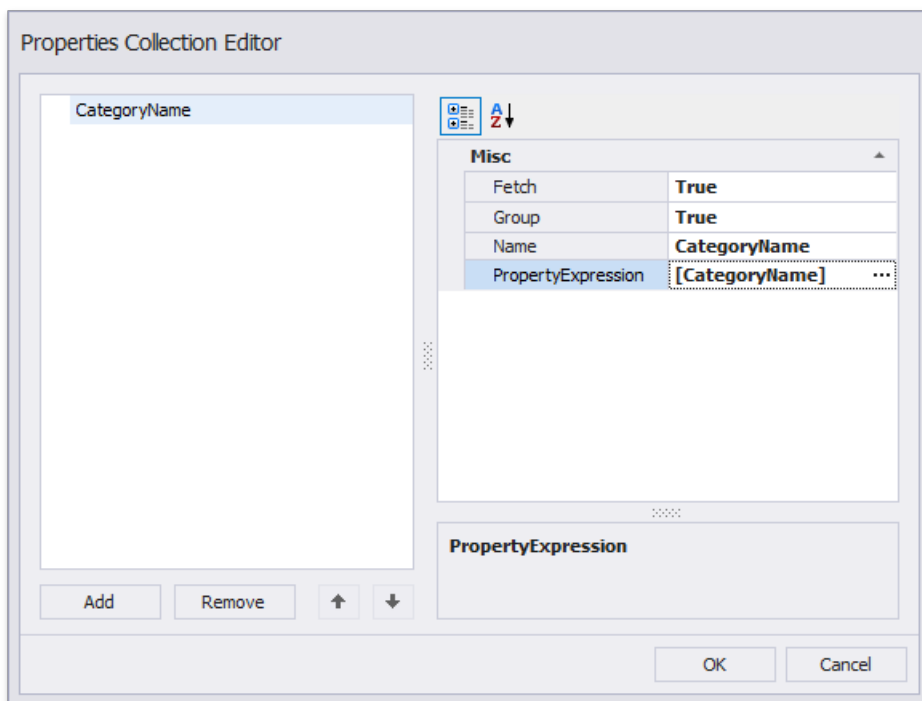 Properties Collection Editor
CategoryName
A
Z
Misc
Fetch True
Group True
Name CategoryName
PropertyExpression [CategoryName] ...
PropertyExpression
Add Remove
OK Cancel